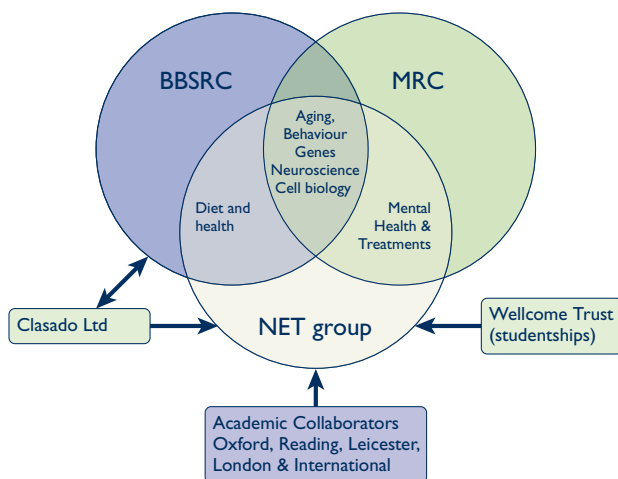 BBSRC
MRC
Aging,
Behaviour
Genes
Neuroscience
Cell biology
Diet and
health
Mental
Health &
Treatments
Clasado Ltd
NET group
Wellcome Trust
(studentships)
Academic Collaborators
Oxford, Reading, Leicester,
London & International